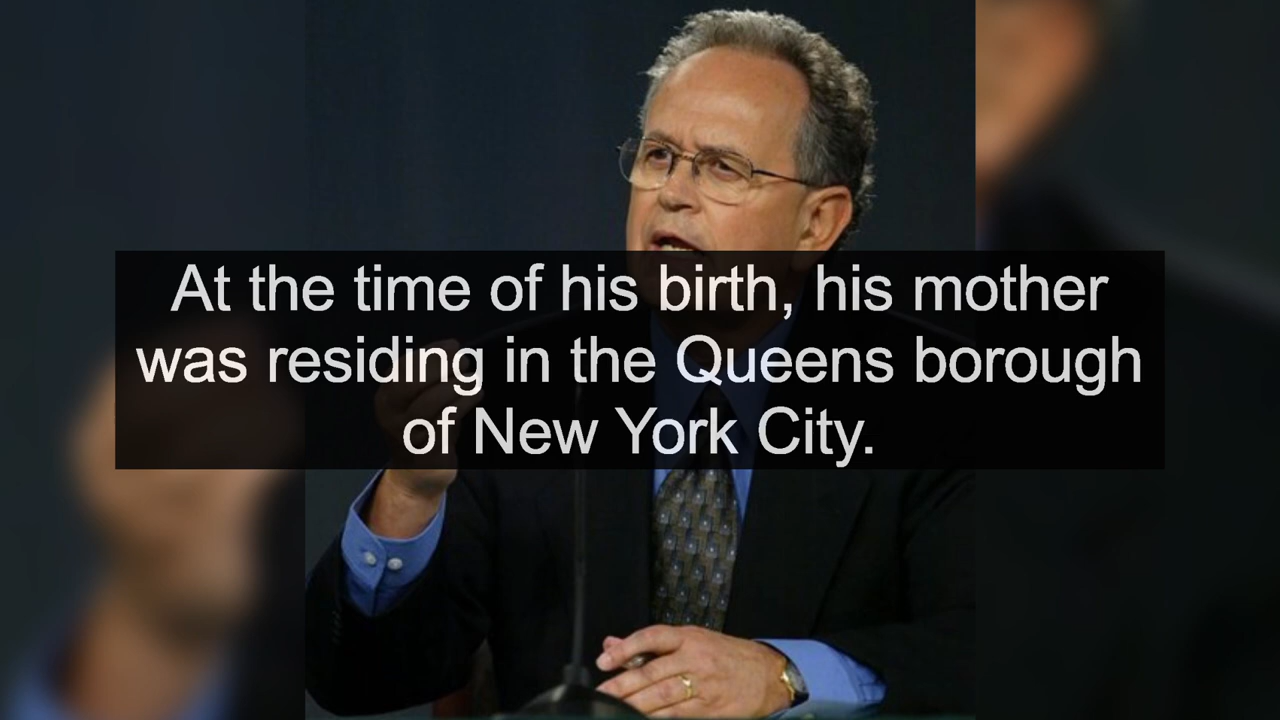 At the time of his birth, his mother
was residing in the Queens borough
of New York City.